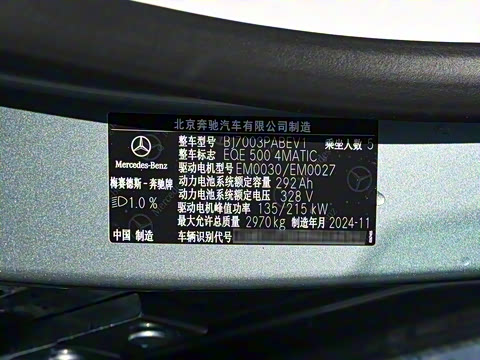 北京奔驰汽车有限公司制造
整车型号 BJ7003PABEV1 乘坐人数 5
整车标志 EQE 500 4MATIC
驱动电机型号 EM0030/EM0027
动力电池系统额定容量 292Ah
动力电池系统额定电压 328 V
驱动电机峰值功率 135/215 kW
最大允许总质量 2970kg 制造年月 2024-11
车辆识别代号
Mercedes-Benz
梅赛德斯-奔驰牌
1.0 %
中国 制造